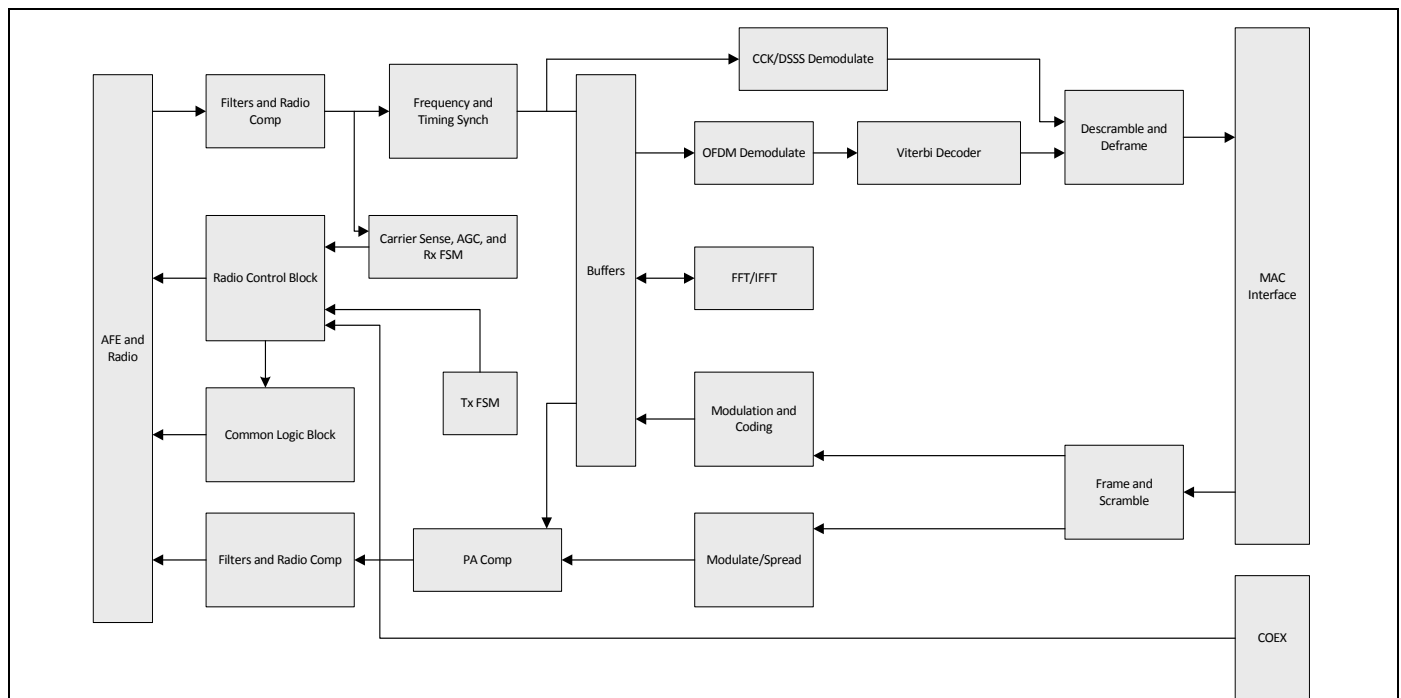 CCK/DSSS Demodulate
Filters and Radio
Comp
Frequency and
Timing Synch
Descramble and
Deframe
OFDM Demodulate
Viterbi Decoder
Carrier Sense, AGC, and
Rx FSM
Radio Control Block
Buffers
FFT/IFFT
MAC
Interface
AFE and
Radio
Tx FSM
Modulation and
Coding
Common Logic Block
Frame and
Scramble
Filters and Radio Comp
PA Comp
Modulate/Spread
COEX